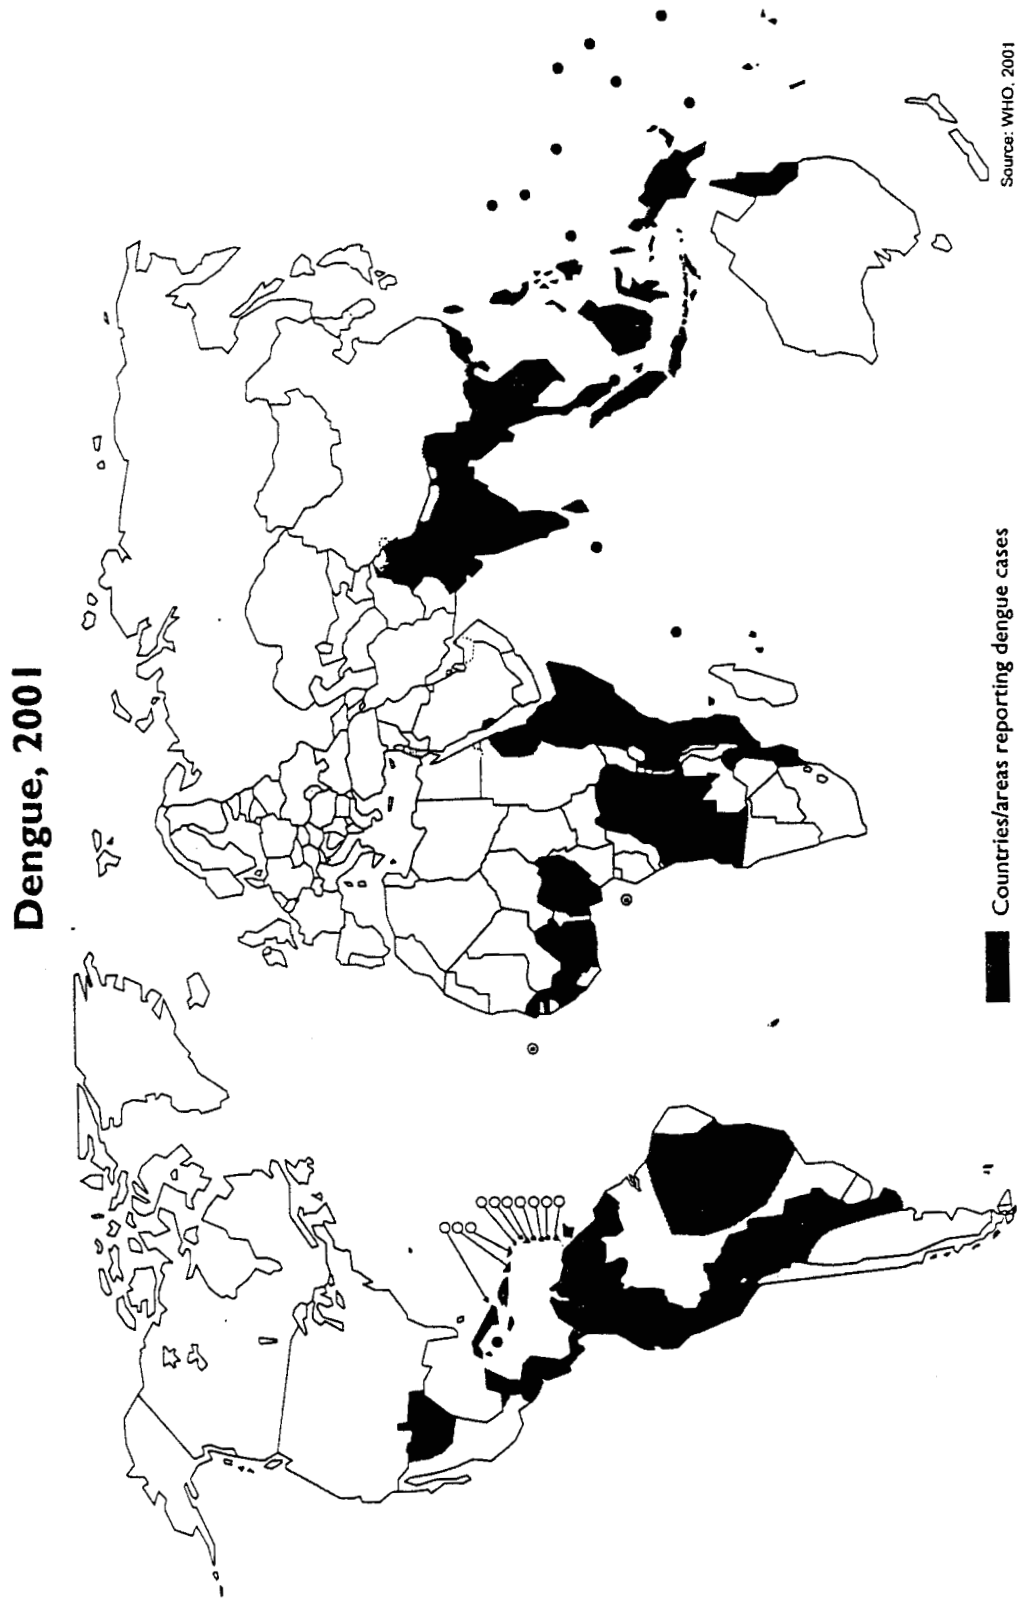 Dengue, 2001
Countries/areas reporting dengue cases
Source: WHO, 2001